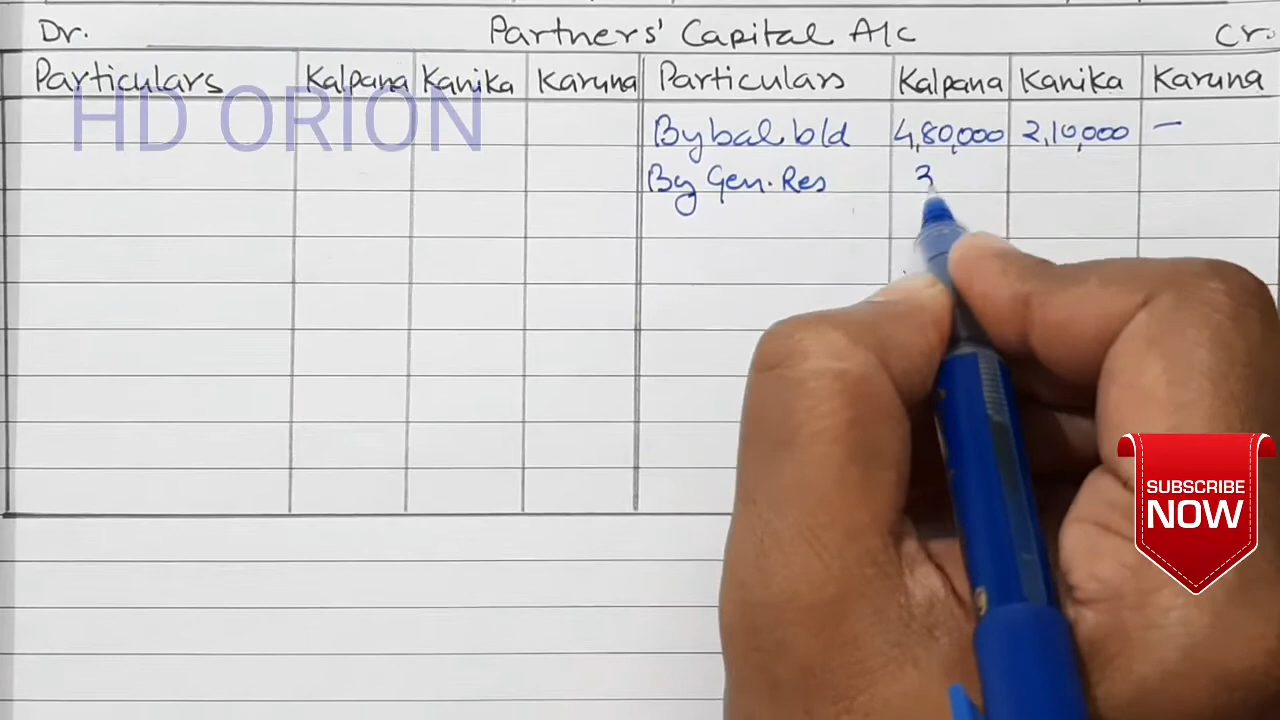 Dr. Partners' Capital A/c Cr.
Particulars Kalpana Kanika Karuna Particulars Kalpana Kanika Karuna
HD ORION
By bal b/d 4,80,000 2,10,000 —
By Gen. Res 3
SUBSCRIBE
NOW